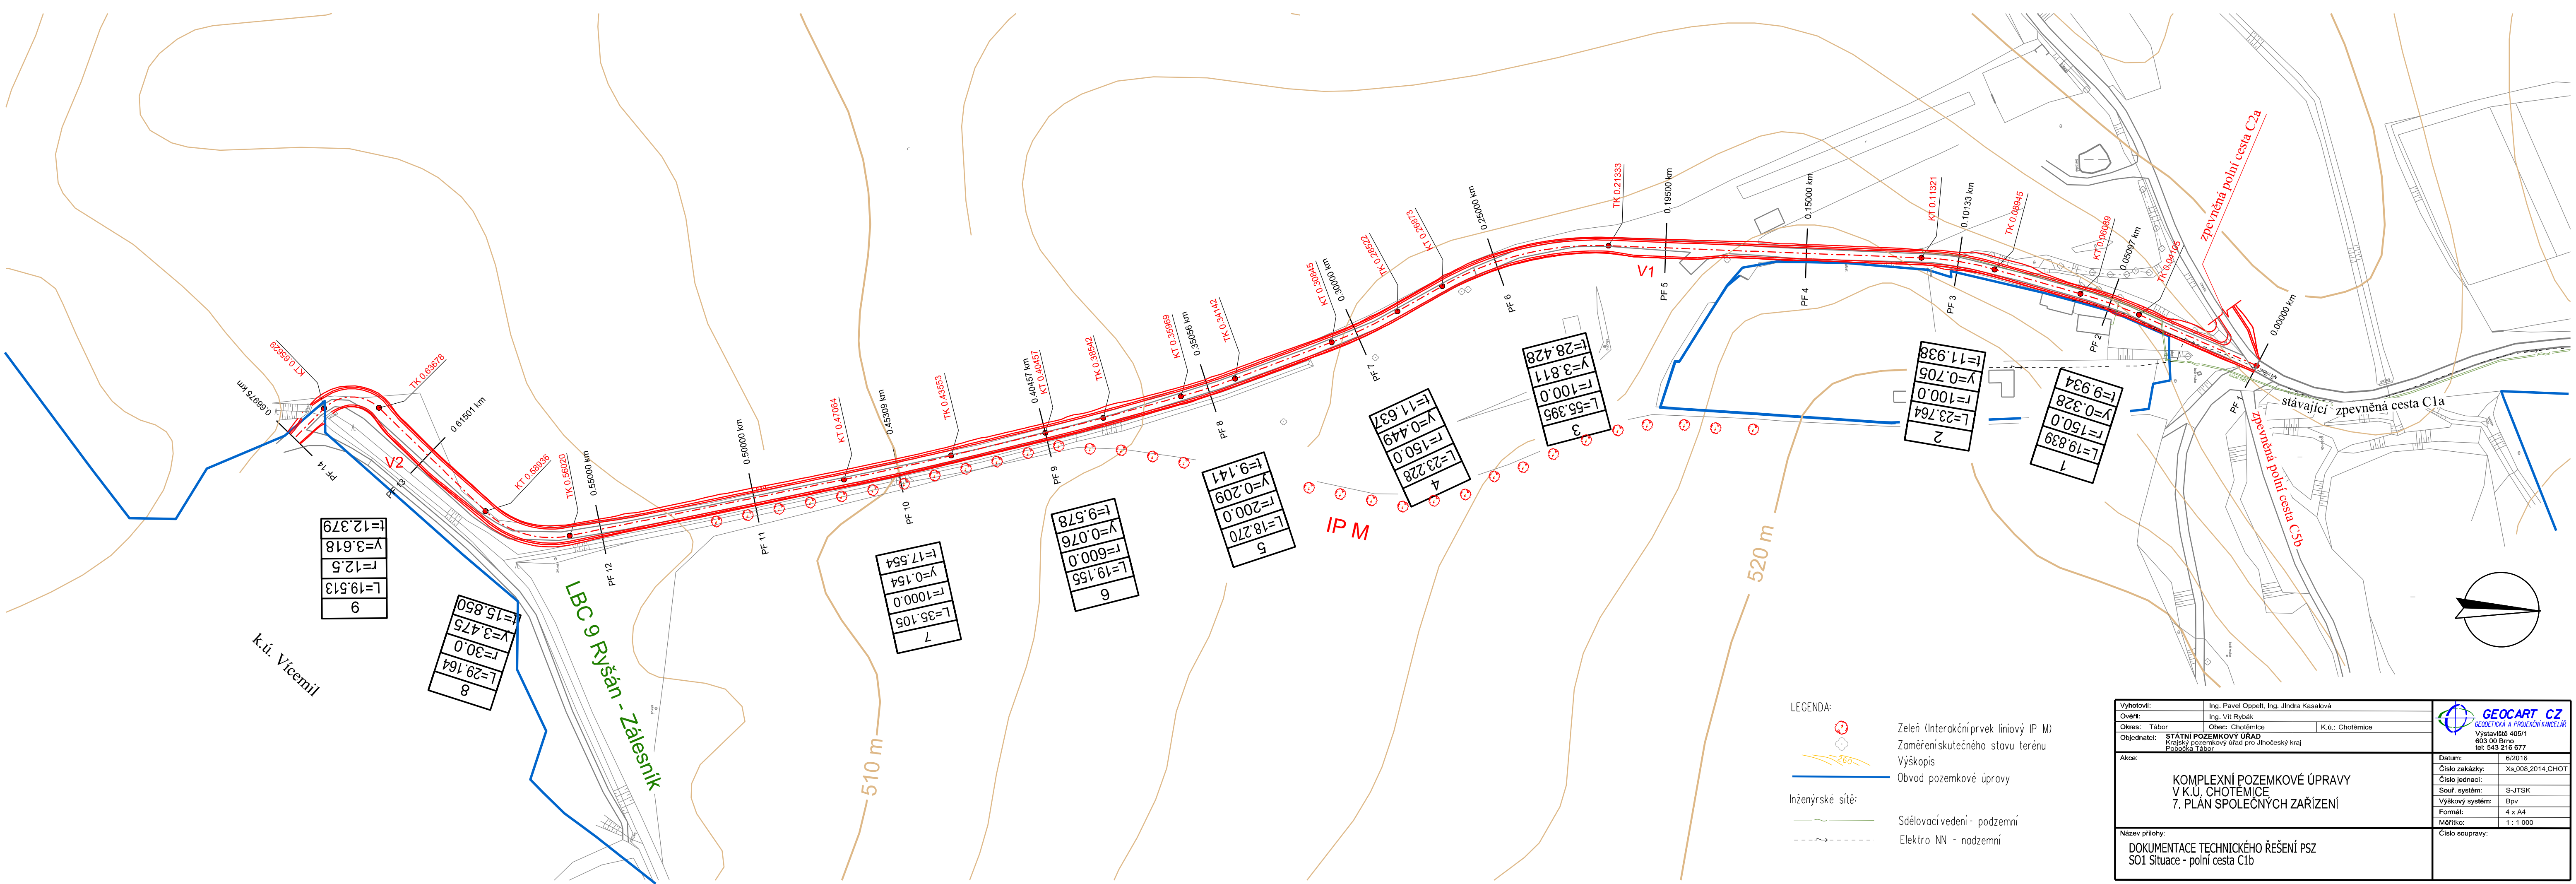 KT 0.65629
TK 0.63678
0.66975 km
0.61501 km
PF 14
V2
PF 13
KT 0.58936
TK 0.56020
0.55000 km
PF 12
0.50000 km
PF 11
KT 0.47064
0.45309 km
PF 10
TK 0.43553
0.40457 km
KT 0.40457
PF 9
TK 0.38542
KT 0.35969
0.35056 km
PF 8
TK 0.34142
KT 0.30845
0.30000 km
PF 7
TK 0.28522
KT 0.26873
0.25000 km
PF 6
TK 0.21333
V1
0.19500 km
PF 5
0.15000 km
PF 4
KT 0.11321
0.10133 km
PF 3
TK 0.08945
KT 0.06089
0.05097 km
PF 2
TK 0.04105
zpevněná polní cesta C2a
0.00000 km
PF 1
stávající zpevněná cesta C1a
zpevněná polní cesta C5b
9
L=19.513
r=12.5
y=3.618
t=12.379
8
L=29.164
r=30.0
y=3.475
t=15.850
7
L=35.105
r=1000.0
y=0.154
t=17.554
6
L=19.155
r=600.0
y=0.076
t=9.578
5
L=18.270
r=200.0
y=0.209
t=9.141
4
L=23.228
r=150.0
y=0.449
t=11.637
3
L=55.395
r=100.0
y=3.811
t=28.428
2
L=23.764
r=100.0
y=0.705
t=11.938
1
L=19.839
r=150.0
y=0.328
t=9.934
IP M
k.ú. Vícemil
LBC 9 Ryšán - Zálesník
510 m
520 m
LEGENDA:
Zeleň (Interakční prvek liniový IP M)
Zaměření skutečného stavu terénu
260
Výškopis
Obvod pozemkové úpravy
Inženýrské sítě:
Sdělovací vedení - podzemní
Elektro NN - nadzemní
Vyhotovil: Ing. Pavel Oppelt, Ing. Jindra Kasalová
Ověřil: Ing. Vít Rybák
Okres: Tábor Obec: Chotěmice K.ú.: Chotěmice
Objednatel: STÁTNÍ POZEMKOVÝ ÚŘAD
Krajský pozemkový úřad pro Jihočeský kraj
Pobočka Tábor
GEOCART CZ
GEODETICKÁ A PROJEKČNÍ KANCELÁŘ
Výstaviště 405/1
603 00 Brno
tel: 543 216 677
Akce:
KOMPLEXNÍ POZEMKOVÉ ÚPRAVY
V K.Ú. CHOTĚMICE
7. PLÁN SPOLEČNÝCH ZAŘÍZENÍ
Datum: 6/2016
Číslo zakázky: Xs_008_2014_CHOT
Číslo jednací:
Souř. systém: S-JTSK
Výškový systém: Bpv
Formát: 4 x A4
Měřítko: 1 : 1 000
Název přílohy:
DOKUMENTACE TECHNICKÉHO ŘEŠENÍ PSZ
SO1 Situace - polní cesta C1b
Číslo soupravy: